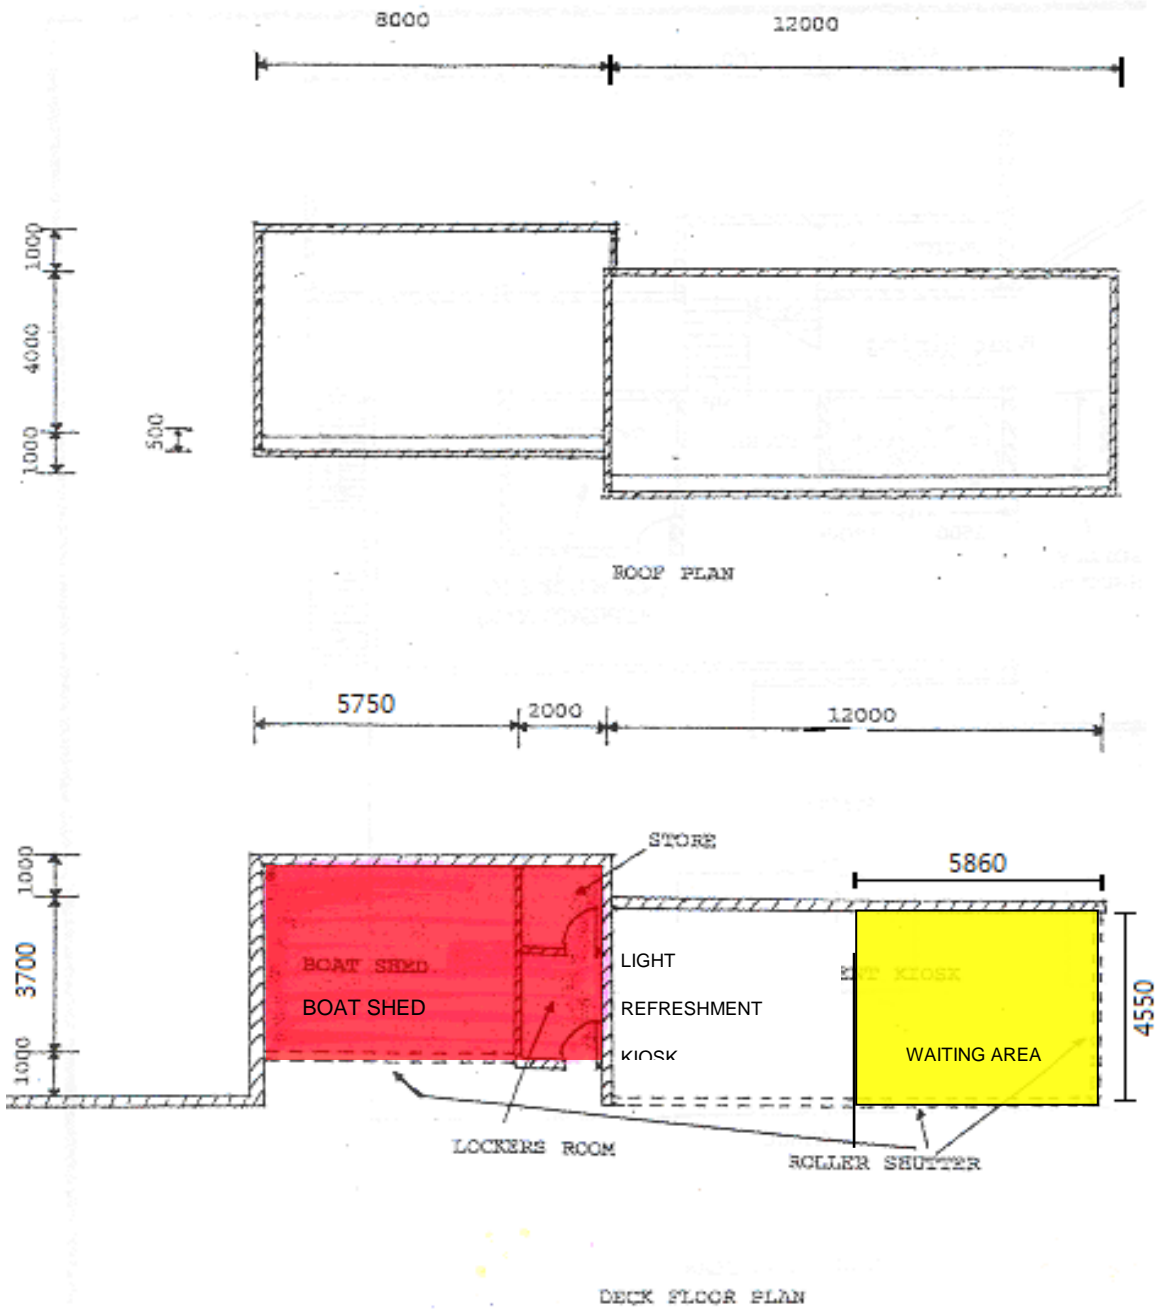 8000
12000
1000
4000
1000
500
ROOF PLAN
5750
2000
12000
STORE
5860
1000
3700
1000
4550
BOAT SHED
BOAT SHED
LIGHT
REFRESHMENT
KIOSK
ENT KIOSK
WAITING AREA
LOCKERS ROOM
ROLLER SHUTTER
DECK FLOOR PLAN